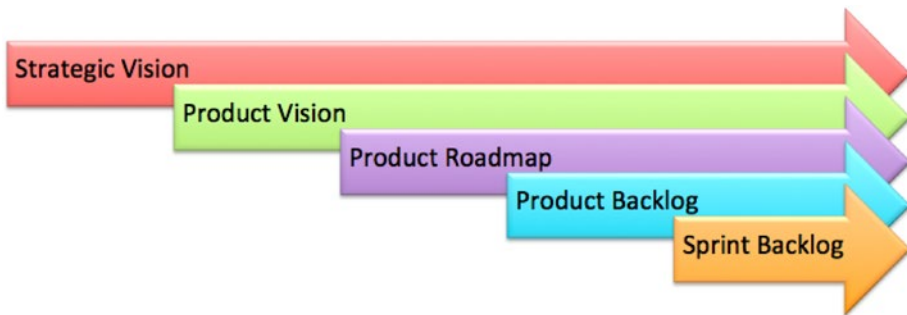 Strategic Vision
Product Vision
Product Roadmap
Product Backlog
Sprint Backlog